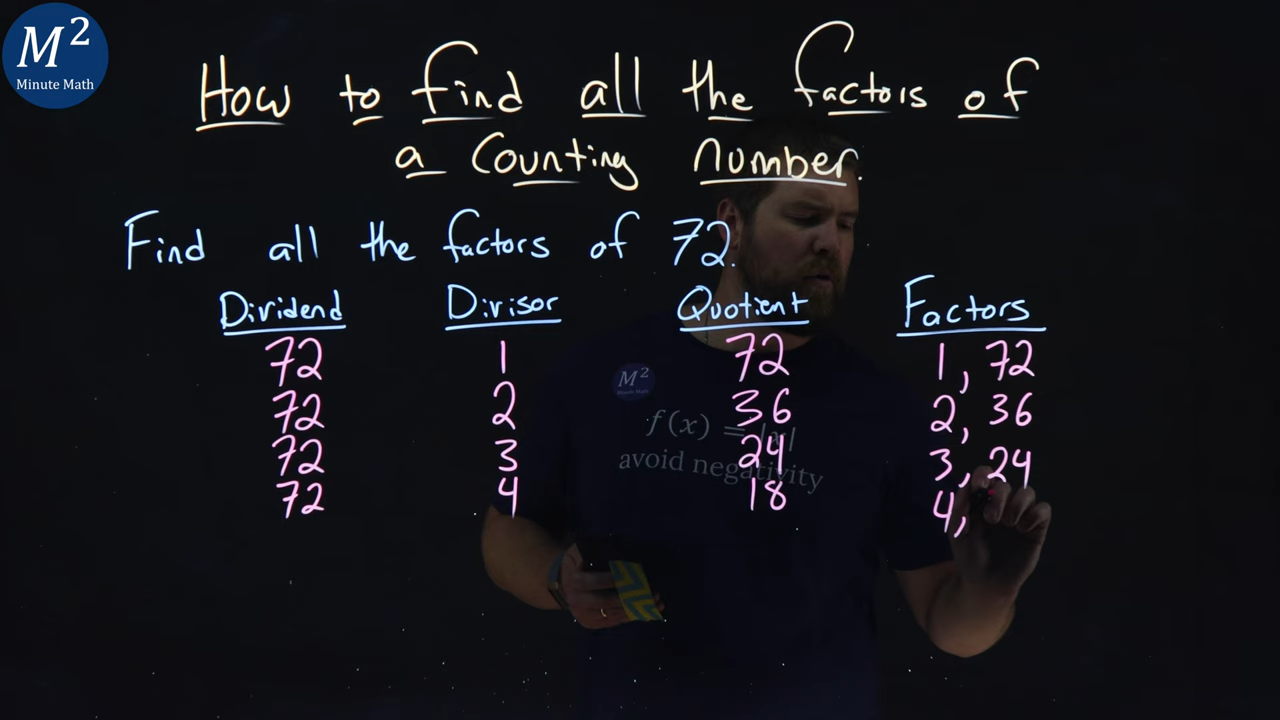 M²
Minute Math
How to find all the factors of
a Counting number.
Find all the factors of 72.
Dividend Divisor Quotient Factors
72 1 72 1, 72
72 2 36 2, 36
72 3 24 3, 24
72 4 18 4,
M²
Minute Math
f(x) = |x|
avoid negativity